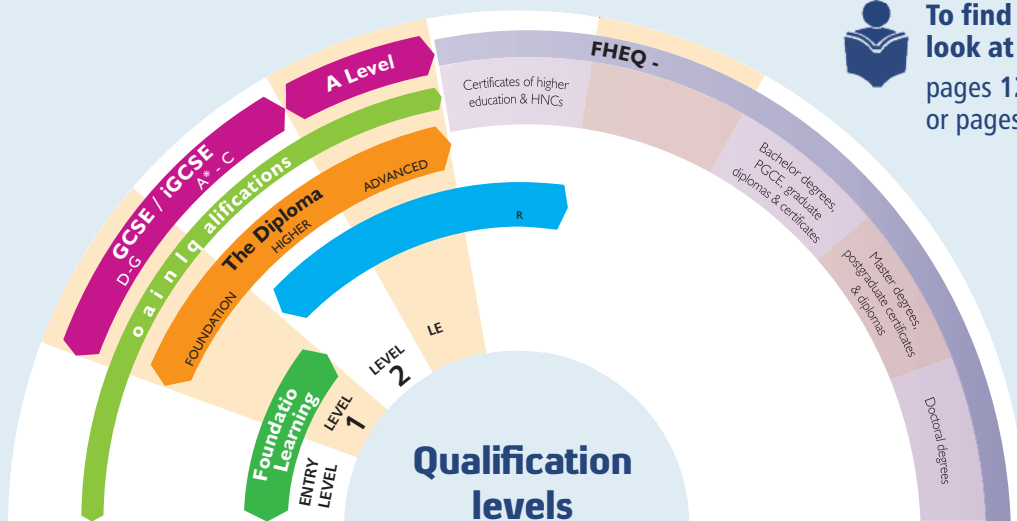 To find
look at
pages 12
or pages
FHEQ -
A Level
Certificates of higher
education & HNCs
GCSE / iGCSE
A* - C
D-G
o a i n l q alifications
The Diploma
ADVANCED
HIGHER
FOUNDATION
R
Bachelor degrees,
PGCE, graduate
diplomas & certificates
Master degrees,
postgraduate certificates
& diplomas
Doctoral degrees
Foundatio
Learning
LE
LEVEL
2
LEVEL
1
ENTRY
LEVEL
Qualification
levels